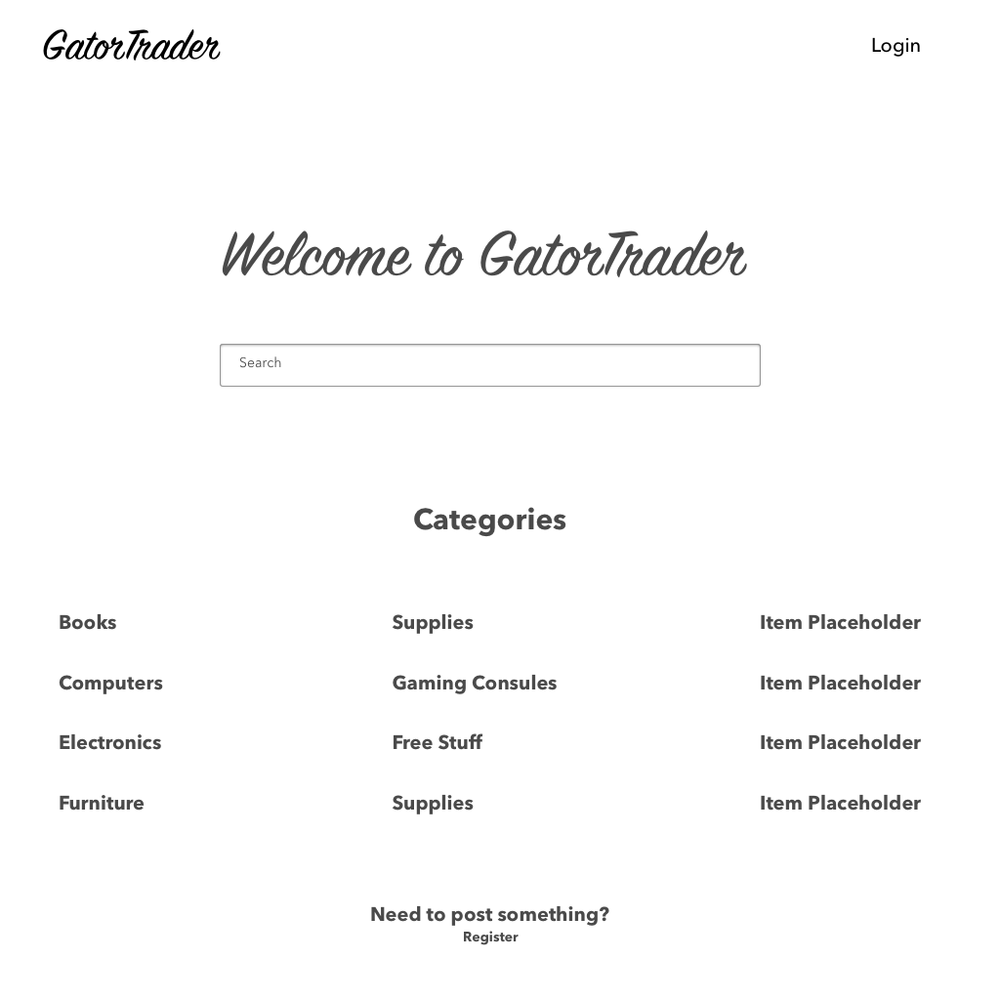 GatorTrader
Login
Welcome to GatorTrader
Search
Categories
Books
Supplies
Item Placeholder
Computers
Gaming Consules
Item Placeholder
Electronics
Free Stuff
Item Placeholder
Furniture
Supplies
Item Placeholder
Need to post something?
Register